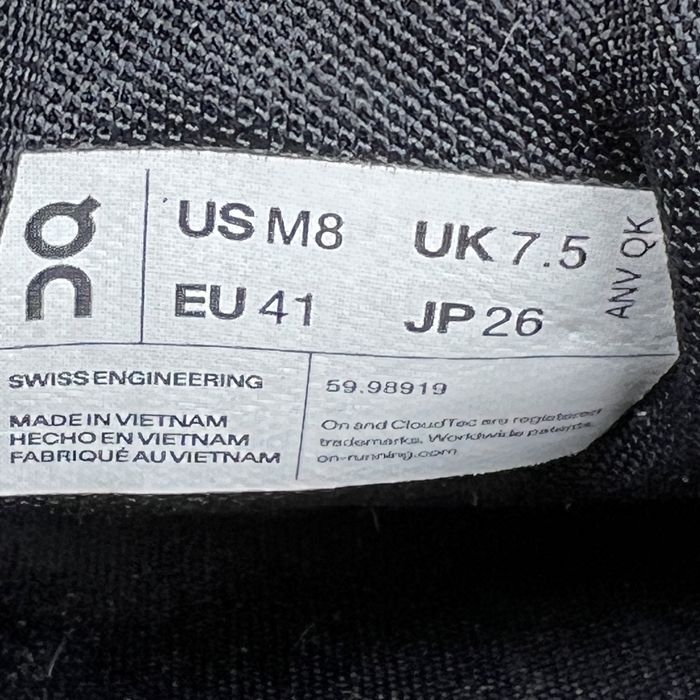 on
US M8
UK 7.5
EU 41
JP 26
ANV QK
SWISS ENGINEERING
MADE IN VIETNAM
HECHO EN VIETNAM
FABRIQUÉ AU VIETNAM
59.98919
On and CloudTec are registered
trademarks. Worldwide patents.
on-running.com